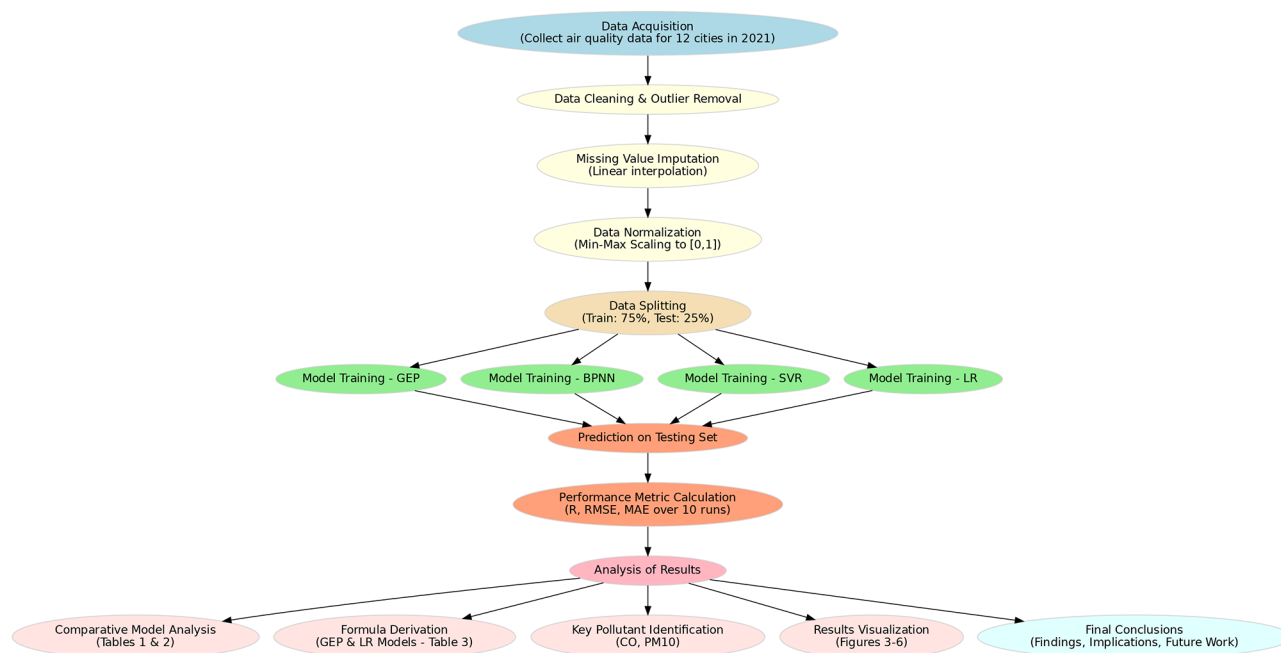 Data Acquisition
(Collect air quality data for 12 cities in 2021)
Data Cleaning & Outlier Removal
Missing Value Imputation
(Linear interpolation)
Data Normalization
(Min-Max Scaling to [0,1])
Data Splitting
(Train: 75%, Test: 25%)
Model Training - GEP
Model Training - BPNN
Model Training - SVR
Model Training - LR
Prediction on Testing Set
Performance Metric Calculation
(R, RMSE, MAE over 10 runs)
Analysis of Results
Comparative Model Analysis
(Tables 1 & 2)
Formula Derivation
(GEP & LR Models - Table 3)
Key Pollutant Identification
(CO, PM10)
Results Visualization
(Figures 3-6)
Final Conclusions
(Findings, Implications, Future Work)